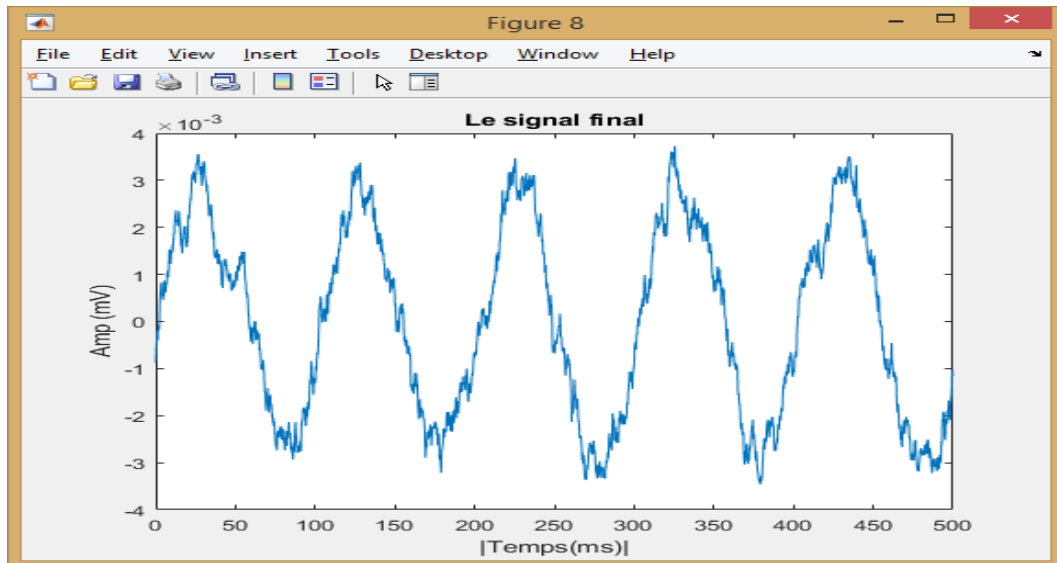 Figure 8
File Edit View Insert Tools Desktop Window Help
× 10^-3
Le signal final
4
3
2
1
0
-1
-2
-3
-4
Amp (mV)
0 50 100 150 200 250 300 350 400 450 500
|Temps(ms)|